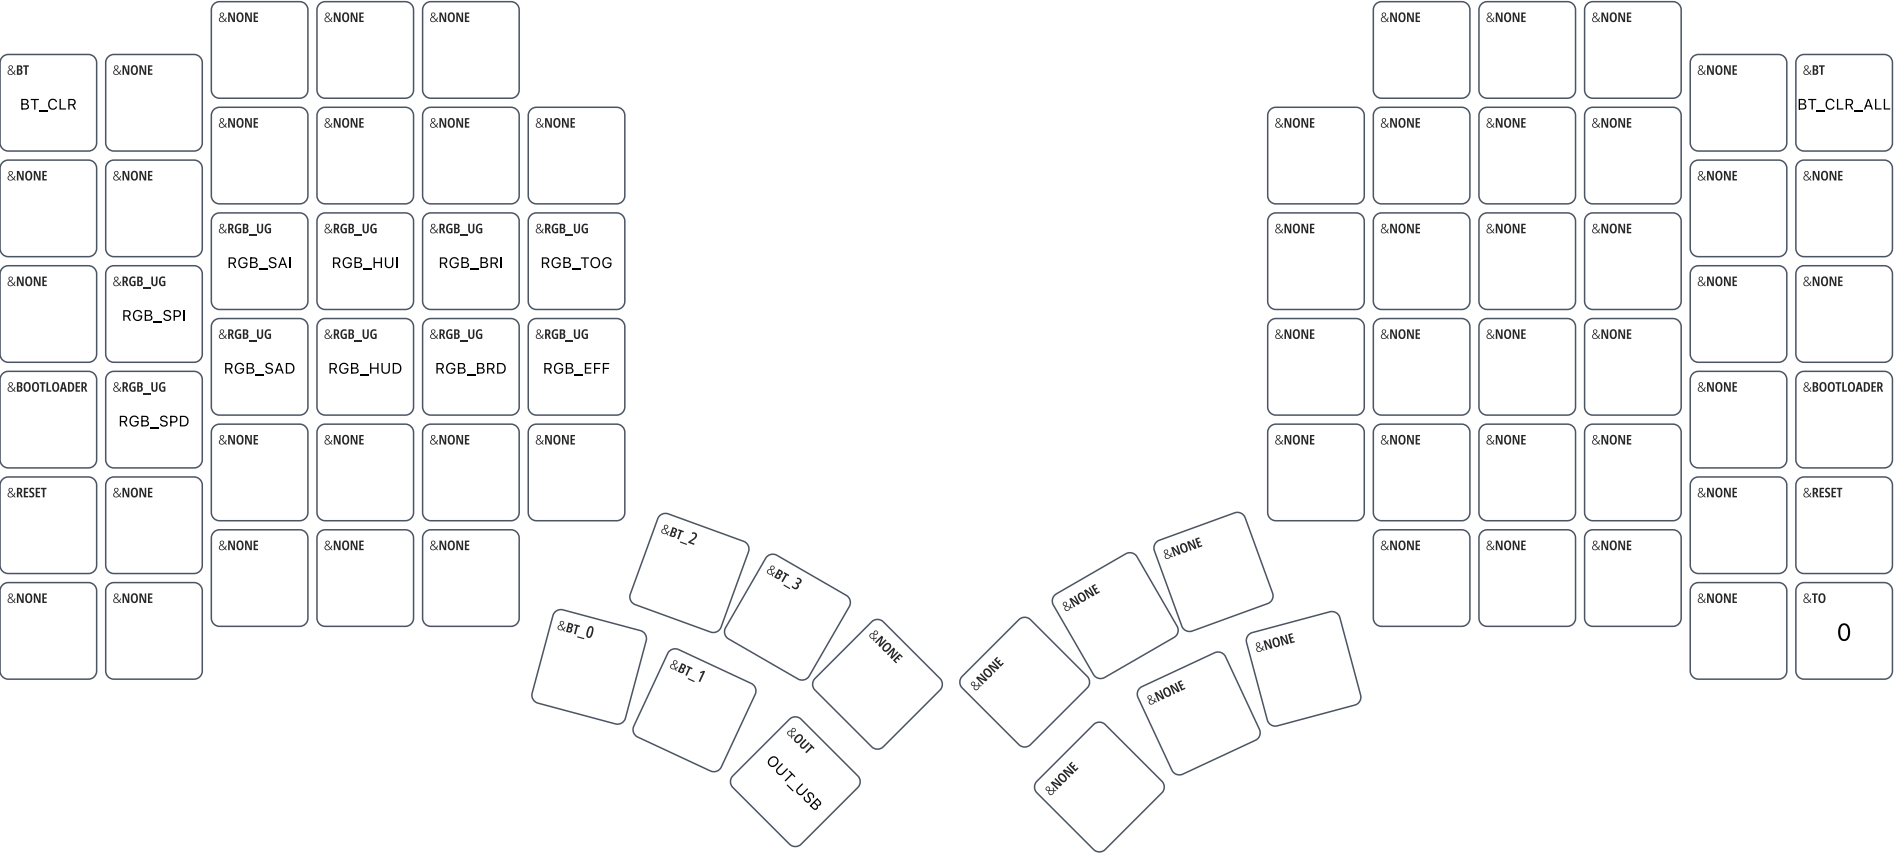 &NONE &NONE &NONE &NONE &NONE &NONE
&BT &NONE &NONE &BT
BT_CLR BT_CLR_ALL
&NONE &NONE &NONE &NONE &NONE &NONE &NONE &NONE
&NONE &NONE &NONE &NONE
&RGB_UG &RGB_UG &RGB_UG &RGB_UG &NONE &NONE &NONE &NONE
RGB_SAI RGB_HUI RGB_BRI RGB_TOG
&NONE &RGB_UG &NONE &NONE
RGB_SPI
&RGB_UG &RGB_UG &RGB_UG &RGB_UG &NONE &NONE &NONE &NONE
RGB_SAD RGB_HUD RGB_BRD RGB_EFF
&BOOTLOADER &RGB_UG &NONE &BOOTLOADER
RGB_SPD
&NONE &NONE &NONE &NONE &NONE &NONE &NONE &NONE
&RESET &NONE &NONE &RESET
&NONE &NONE &NONE &NONE &NONE &NONE
&BT_2 &NONE
&BT_3 &NONE
&NONE &NONE &NONE &TO
0
&BT_0 &NONE
&NONE &NONE
&BT_1 &NONE
&OUT &NONE
OUT_USB